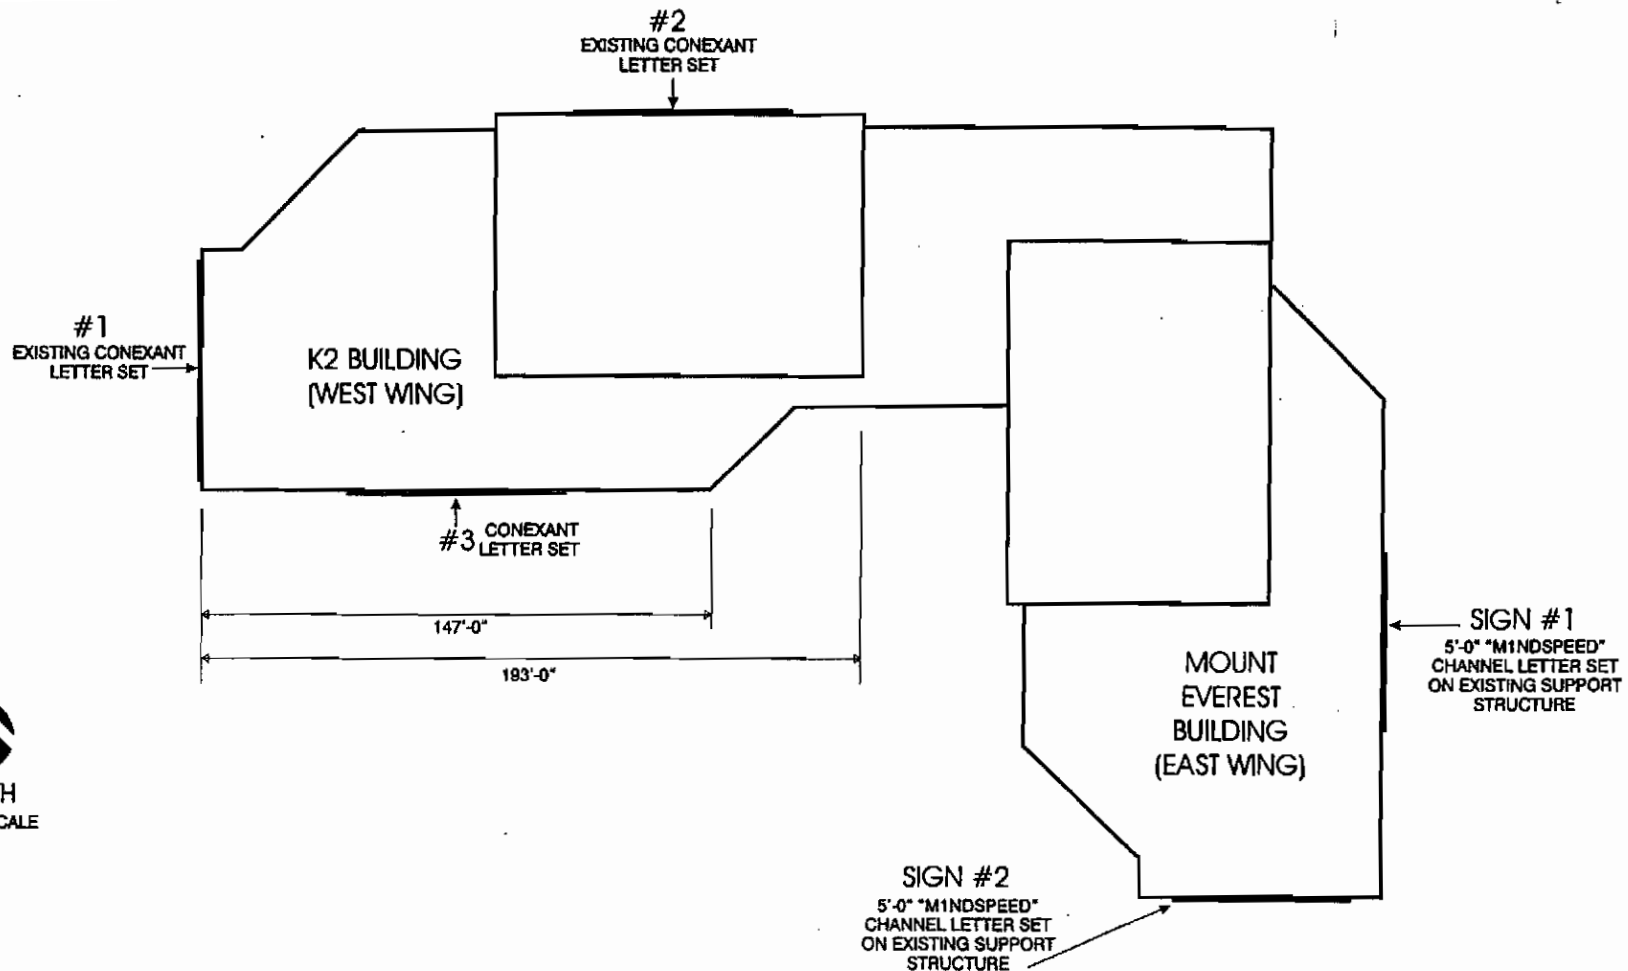 #2
EXISTING CONEXANT
LETTER SET
#1
EXISTING CONEXANT
LETTER SET
K2 BUILDING
(WEST WING)
#3 CONEXANT
LETTER SET
147'-0"
193'-0"
SIGN #1
5'-0" "M1NDSPEED"
CHANNEL LETTER SET
ON EXISTING SUPPORT
STRUCTURE
MOUNT
EVEREST
BUILDING
(EAST WING)
SIGN #2
5'-0" "M1NDSPEED"
CHANNEL LETTER SET
ON EXISTING SUPPORT
STRUCTURE
H
CALE